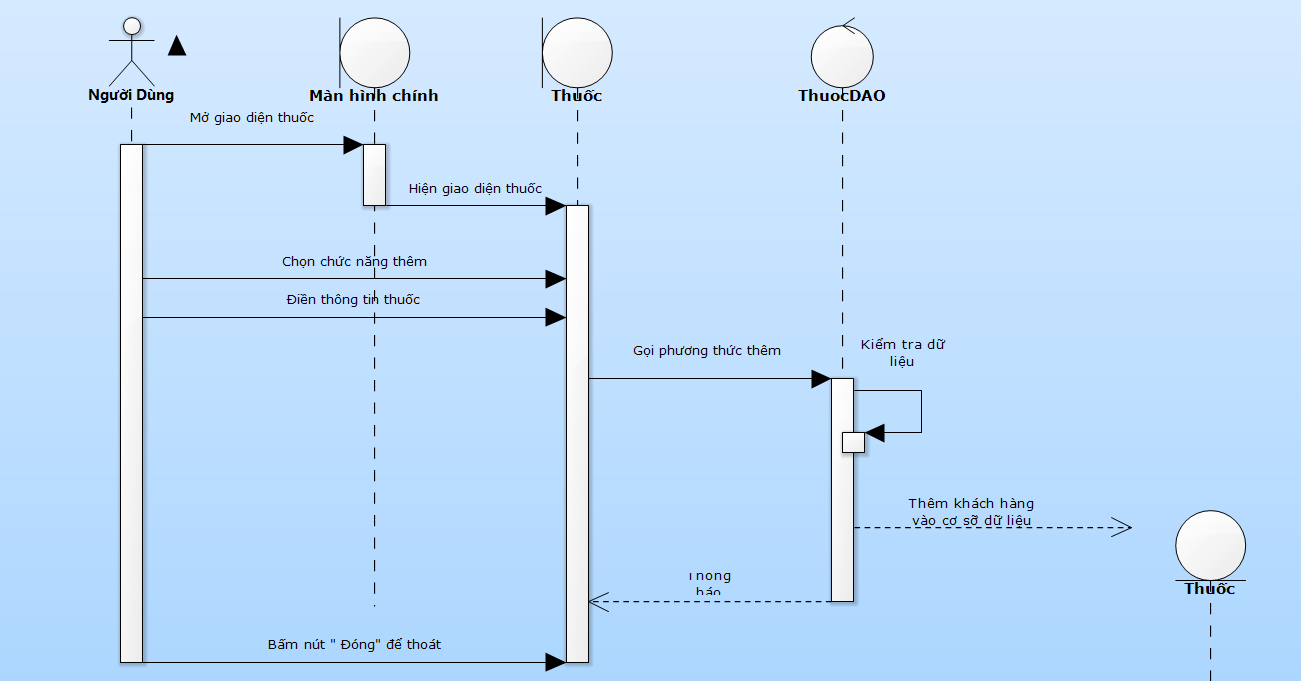 Người Dùng
Màn hình chính
Thuốc
ThuocDAO
Mở giao diện thuốc
Hiện giao diện thuốc
Chọn chức năng thêm
Điền thông tin thuốc
Gọi phương thức thêm
Kiểm tra dữ
liệu
Thêm khách hàng
vào cơ sỡ dữ liệu
Thuốc
Bấm nút " Đóng" để thoát